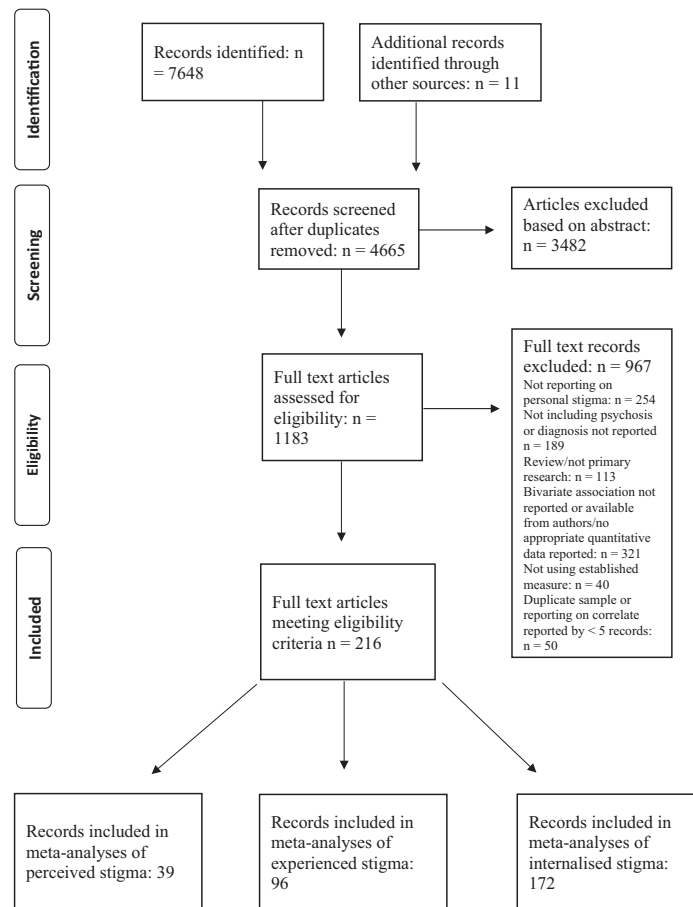 Identification
Records identified: n
= 7648
Additional records
identified through
other sources: n = 11
Screening
Records screened
after duplicates
removed: n = 4665
Articles excluded
based on abstract:
n = 3482
Eligibility
Full text articles
assessed for
eligibility: n =
1183
Full text records
excluded: n = 967
Not reporting on
personal stigma: n = 254
Not including psychosis
or diagnosis not reported
n = 189
Review/not primary
research: n = 113
Bivariate association not
reported or available
from authors/no
appropriate quantitative
data reported: n = 321
Not using established
measure: n = 40
Duplicate sample or
reporting on correlate
reported by < 5 records:
n = 50
Included
Full text articles
meeting eligibility
criteria n = 216
Records included in
meta-analyses of
perceived stigma: 39
Records included in
meta-analyses of
experienced stigma:
96
Records included in
meta-analyses of
internalised stigma:
172